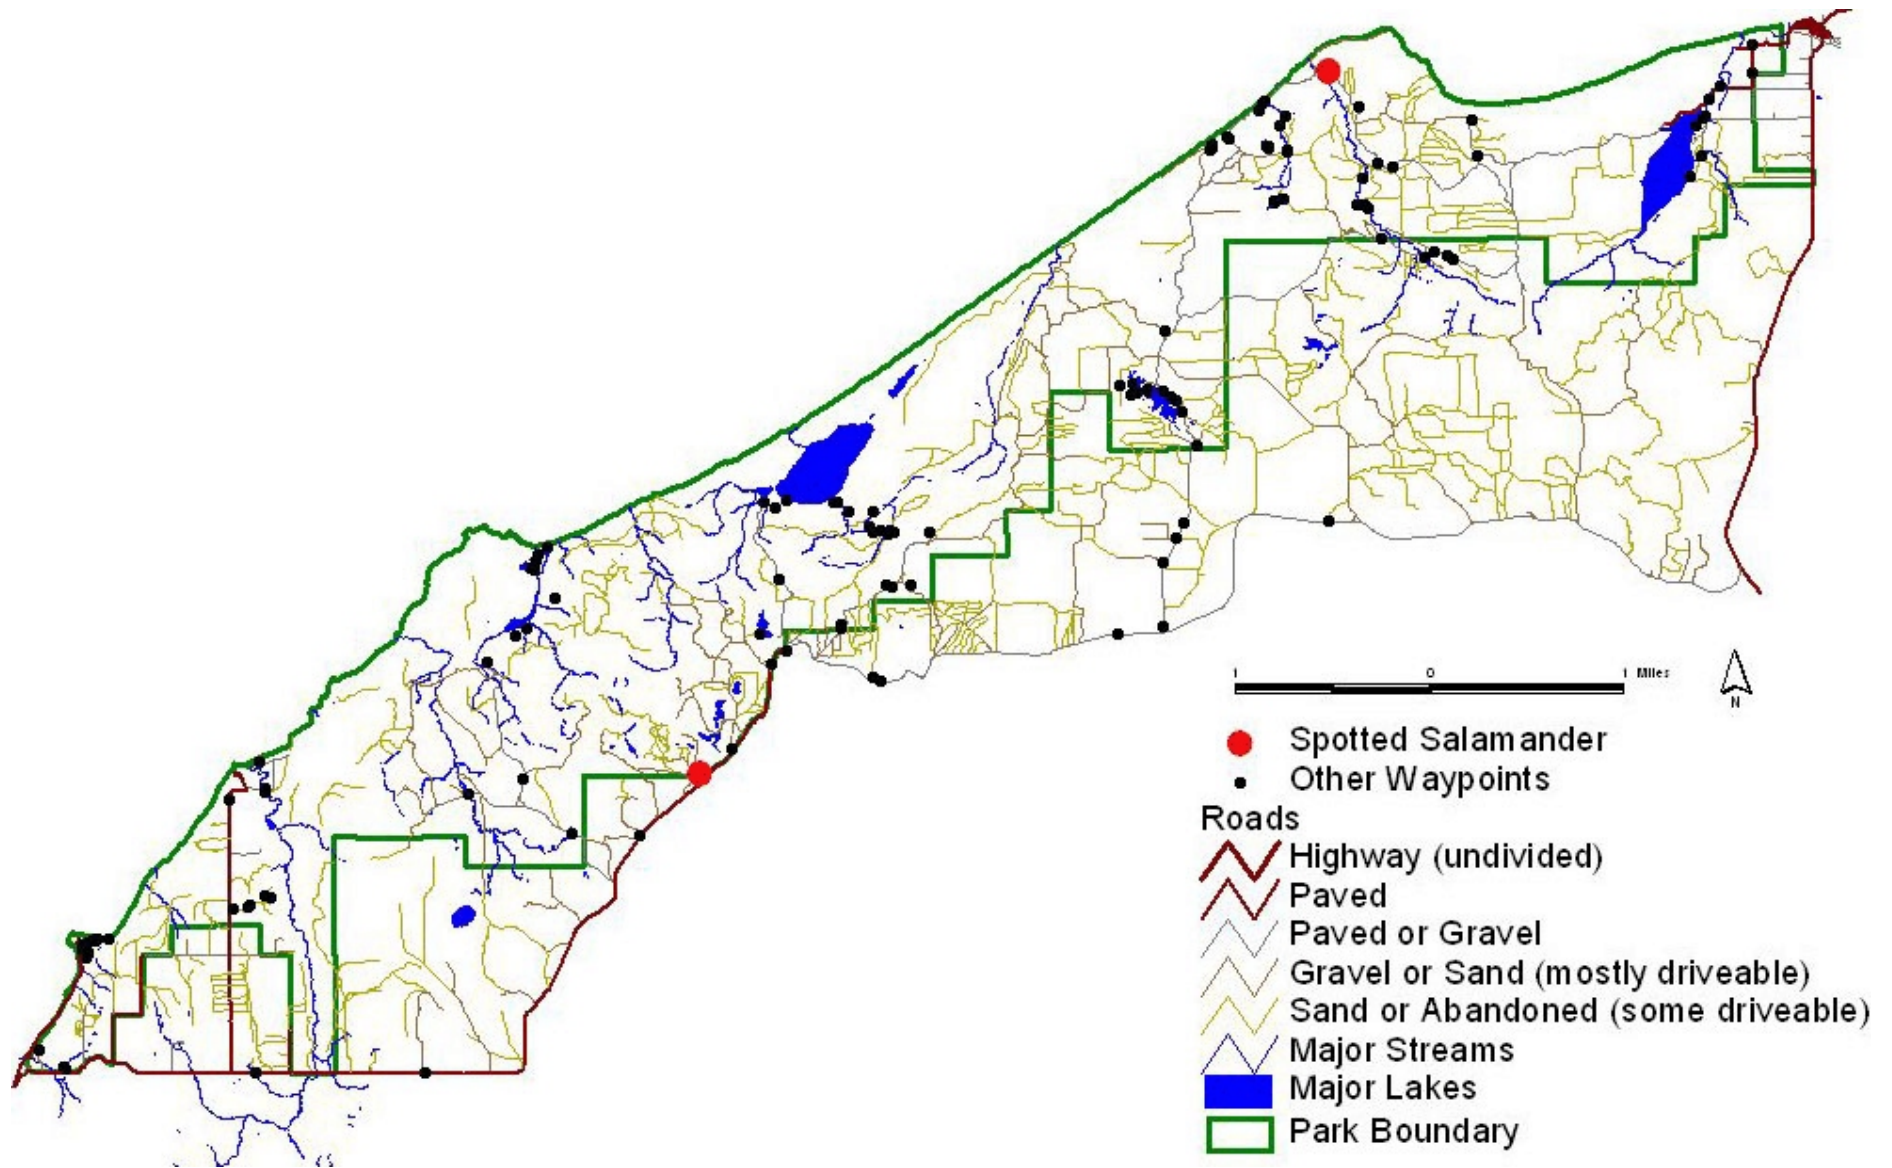 1 0 1 Miles
N
Spotted Salamander
Other Waypoints
Roads
Highway (undivided)
Paved
Paved or Gravel
Gravel or Sand (mostly driveable)
Sand or Abandoned (some driveable)
Major Streams
Major Lakes
Park Boundary